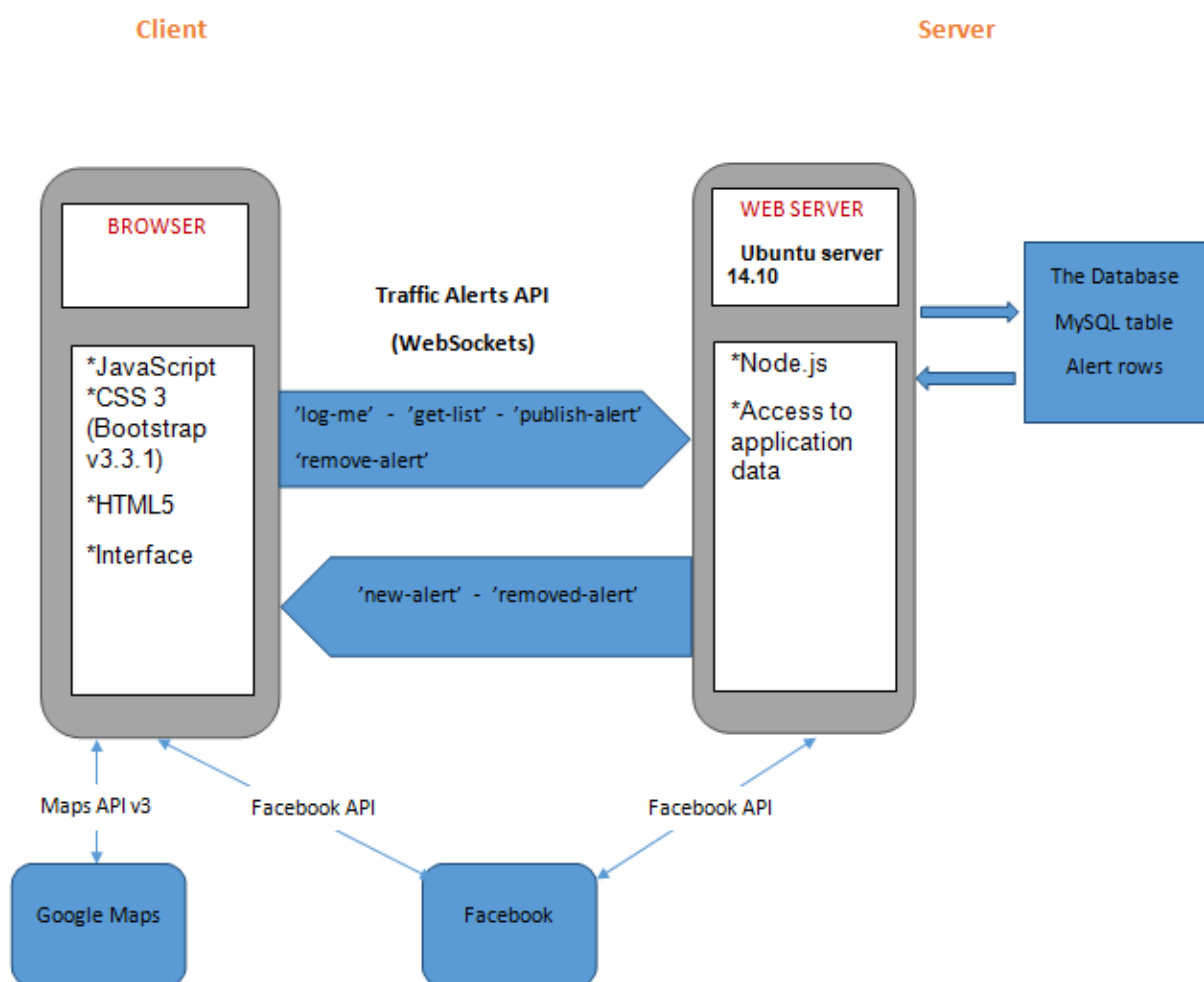 Client
Server
BROWSER
*JavaScript
*CSS 3
(Bootstrap
v3.3.1)
*HTML5
*Interface
Traffic Alerts API
(WebSockets)
’log-me’ - ’get-list’ - ’publish-alert’
‘remove-alert’
’new-alert’ - ’removed-alert’
WEB SERVER
Ubuntu server
14.10
*Node.js
*Access to
application
data
The Database
MySQL table
Alert rows
Maps API v3
Facebook API
Facebook API
Google Maps
Facebook